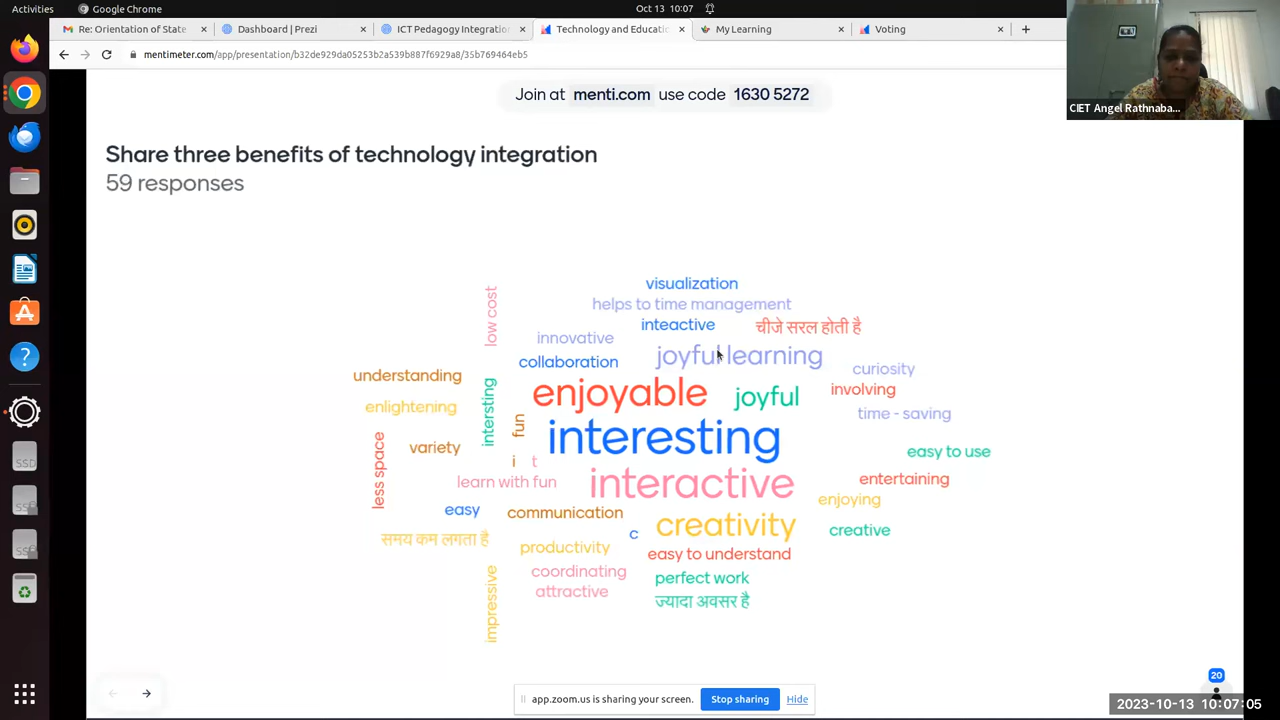 Activities
Google Chrome
Oct 13 10:07
Re: Orientation of State
Dashboard | Prezi
ICT Pedagogy Integration
Technology and Educatic
My Learning
Voting
mentimeter.com/app/presentation/b32de929da05253b2a539b887f6929a8/35b769464eb5
CIET Angel Rathnaba...
Join at menti.com use code 1630 5272
Share three benefits of technology integration
59 responses
visualization
helps to time management
low cost
inteactive
चीजे सरल होती है
innovative
joyful learning
collaboration
curiosity
understanding
enjoyable
joyful
involving
intersting
enlightening
time - saving
fun
interesting
variety
easy to use
i
t
less space
learn with fun
interactive
entertaining
enjoying
easy
communication
creativity
creative
c
समय कम लगता है
productivity
easy to understand
coordinating
perfect work
impressive
attractive
ज्यादा अवसर है
SSD
20
app.zoom.us is sharing your screen.
Stop sharing
Hide
2023-10-13 10:07:05